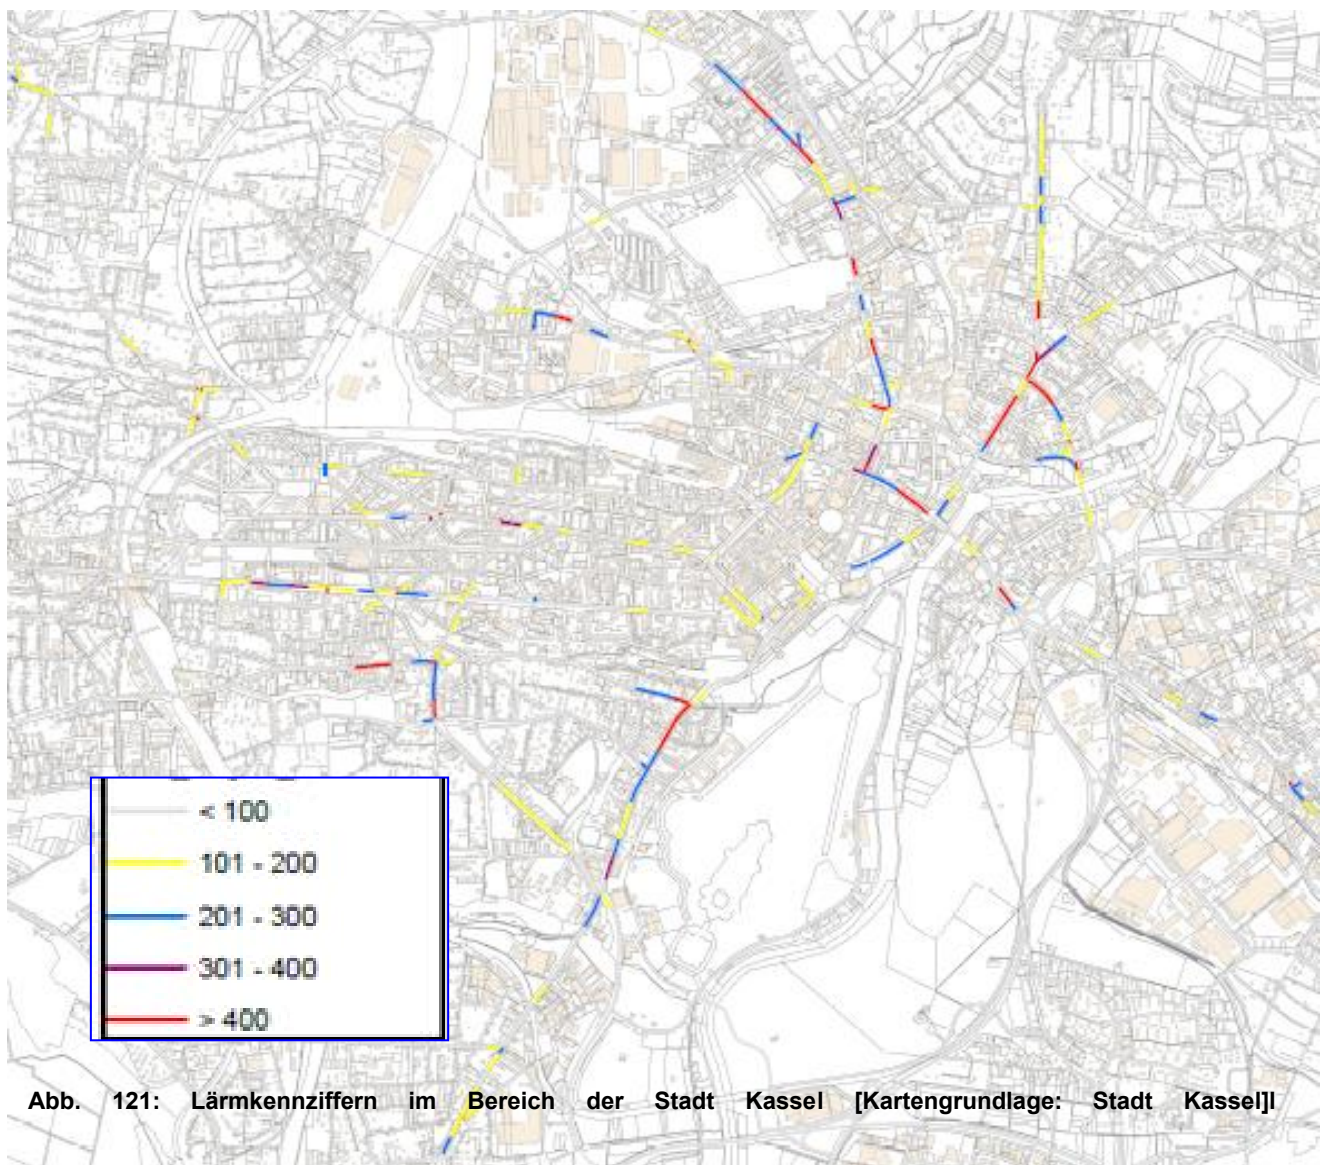 < 100
101 - 200
201 - 300
301 - 400
> 400
Abb. 121: Lärmkennziffern im Bereich der Stadt Kassel [Kartengrundlage: Stadt Kassel]l